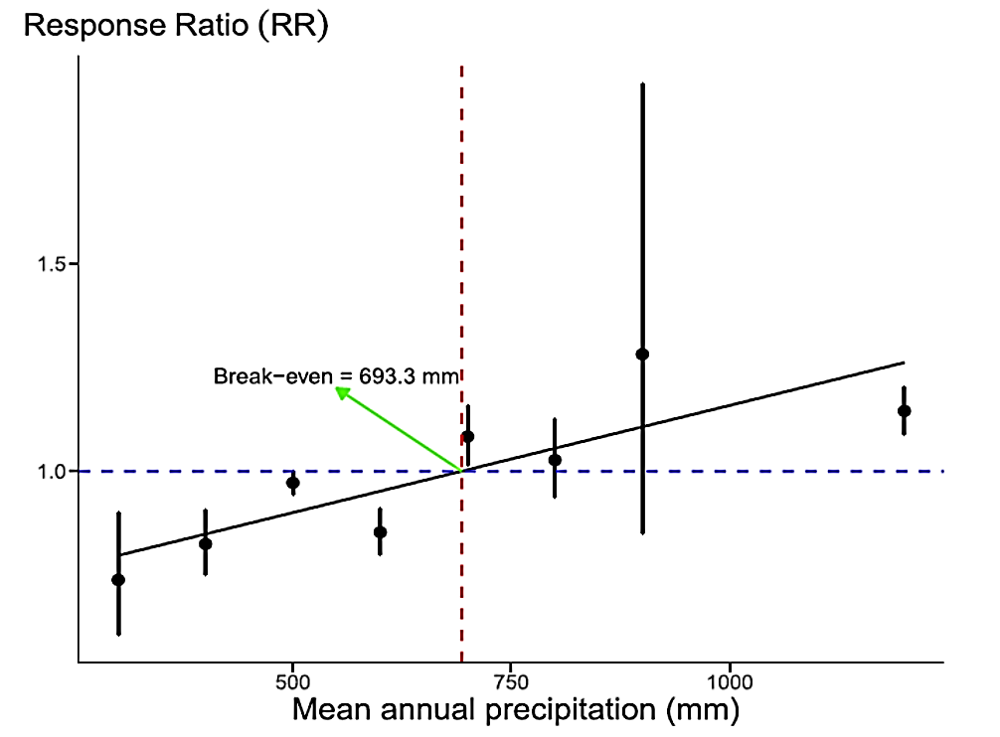 Response Ratio (RR)
1.5
Break−even = 693.3 mm
1.0
500
750
1000
Mean annual precipitation (mm)